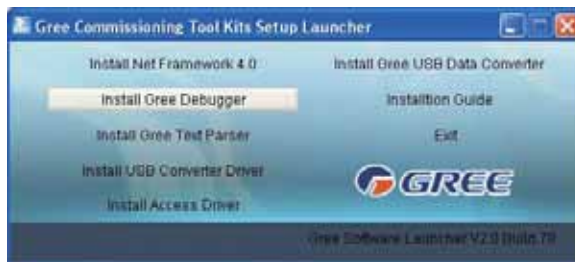 Gree Commissioning Tool Kits Setup Launcher
Install Net Framework 4.0
Install Gree Debugger
Install Gree Test Parser
Install USB Converter Driver
Install Access Driver
Install Gree USB Data Converter
Installtion Guide
Exit
GREE
Gree Software Launcher V2.0 Build 78